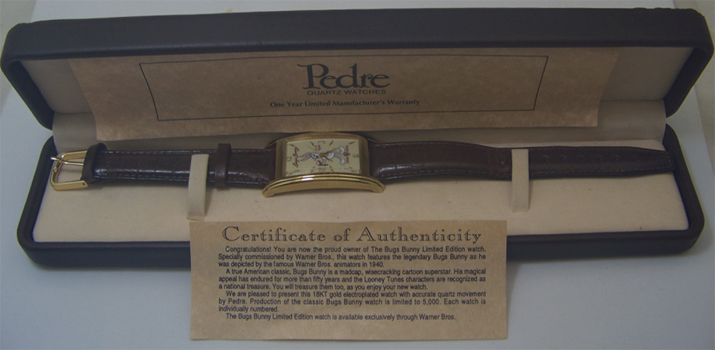 Pedre
QUARTZ WATCHES
One Year Limited Manufacturer's Warranty
Certificate of Authenticity
Congratulations! You are now the proud owner of The Bugs Bunny Limited Edition watch.
Specially commissioned by Warner Bros., this watch features the legendary Bugs Bunny as he
was depicted by the famous Warner Bros. animators in 1940.
A true American classic, Bugs Bunny is a madcap, wisecracking cartoon superstar. His magical
appeal has endured for more than fifty years and the Looney Tunes characters are recognized as
a national treasure. You will treasure them too, as you enjoy your new watch.
We are pleased to present this 18KT gold electroplated watch with accurate quartz movement
by Pedre. Production of the classic Bugs Bunny watch is limited to 5,000. Each watch is
individually numbered.
The Bugs Bunny Limited Edition watch is available exclusively through Warner Bros.